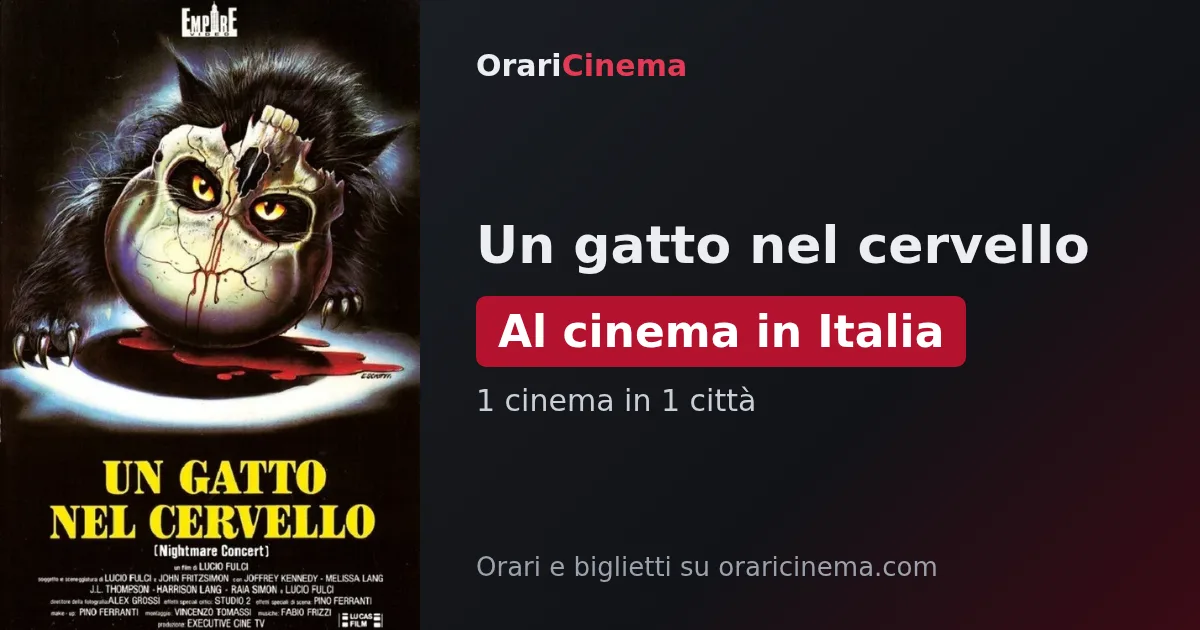 EMPIRE
VIDEO
UN GATTO
NEL CERVELLO
(Nightmare Concert)
un film di LUCIO FULCI
soggetto e sceneggiatura di LUCIO FULCI e JOHN FRITZSIMON con JOFFREY KENNEDY - MELISSA LANG
J.L. THOMPSON - HARRISON LANG - RAIA SIMON e LUCIO FULCI
direttore della fotografia ALEX GROSSI effetti speciali ottici STUDIO 2 effetti speciali di scena PINO FERRANTI
make - up PINO FERRANTI montaggio VINCENZO TOMASSI musiche FABIO FRIZZI
produzione EXECUTIVE CINE TV
LUCAS
FILM
OrariCinema
Un gatto nel cervello
Al cinema in Italia
1 cinema in 1 città
Orari e biglietti su oraricinema.com